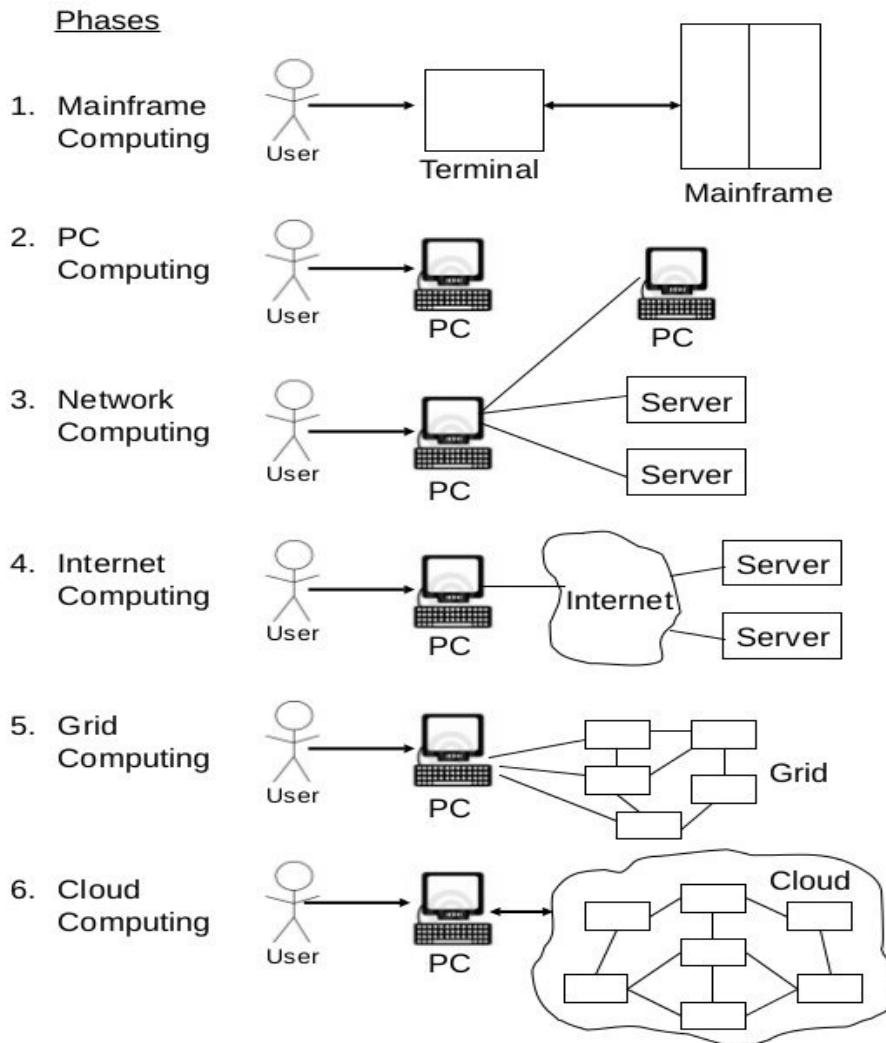 Phases
1. Mainframe
Computing
User
Terminal
Mainframe
2. PC
Computing
User
PC
PC
3. Network
Computing
User
PC
Server
Server
4. Internet
Computing
User
PC
Internet
Server
Server
5. Grid
Computing
User
PC
Grid
6. Cloud
Computing
User
PC
Cloud